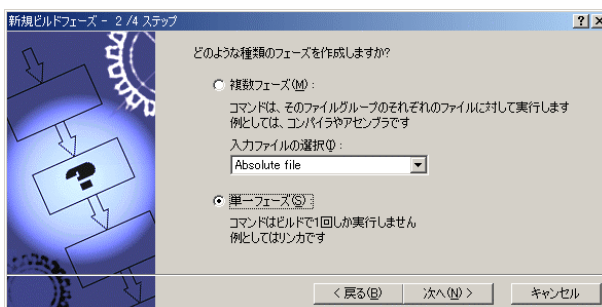 新規ビルドフェーズ - 2 /4 ステップ
どのような種類のフェーズを作成しますか?
複数フェーズ(M) :
コマンドは、そのファイルグループのそれぞれのファイルに対して実行します
例としては、コンパイラやアセンブラです
入力ファイルの選択(I) :
Absolute file
単一フェーズ(S) :
コマンドはビルドで1回しか実行しません
例としてはリンカです
< 戻る(B) 次へ(N) > キャンセル